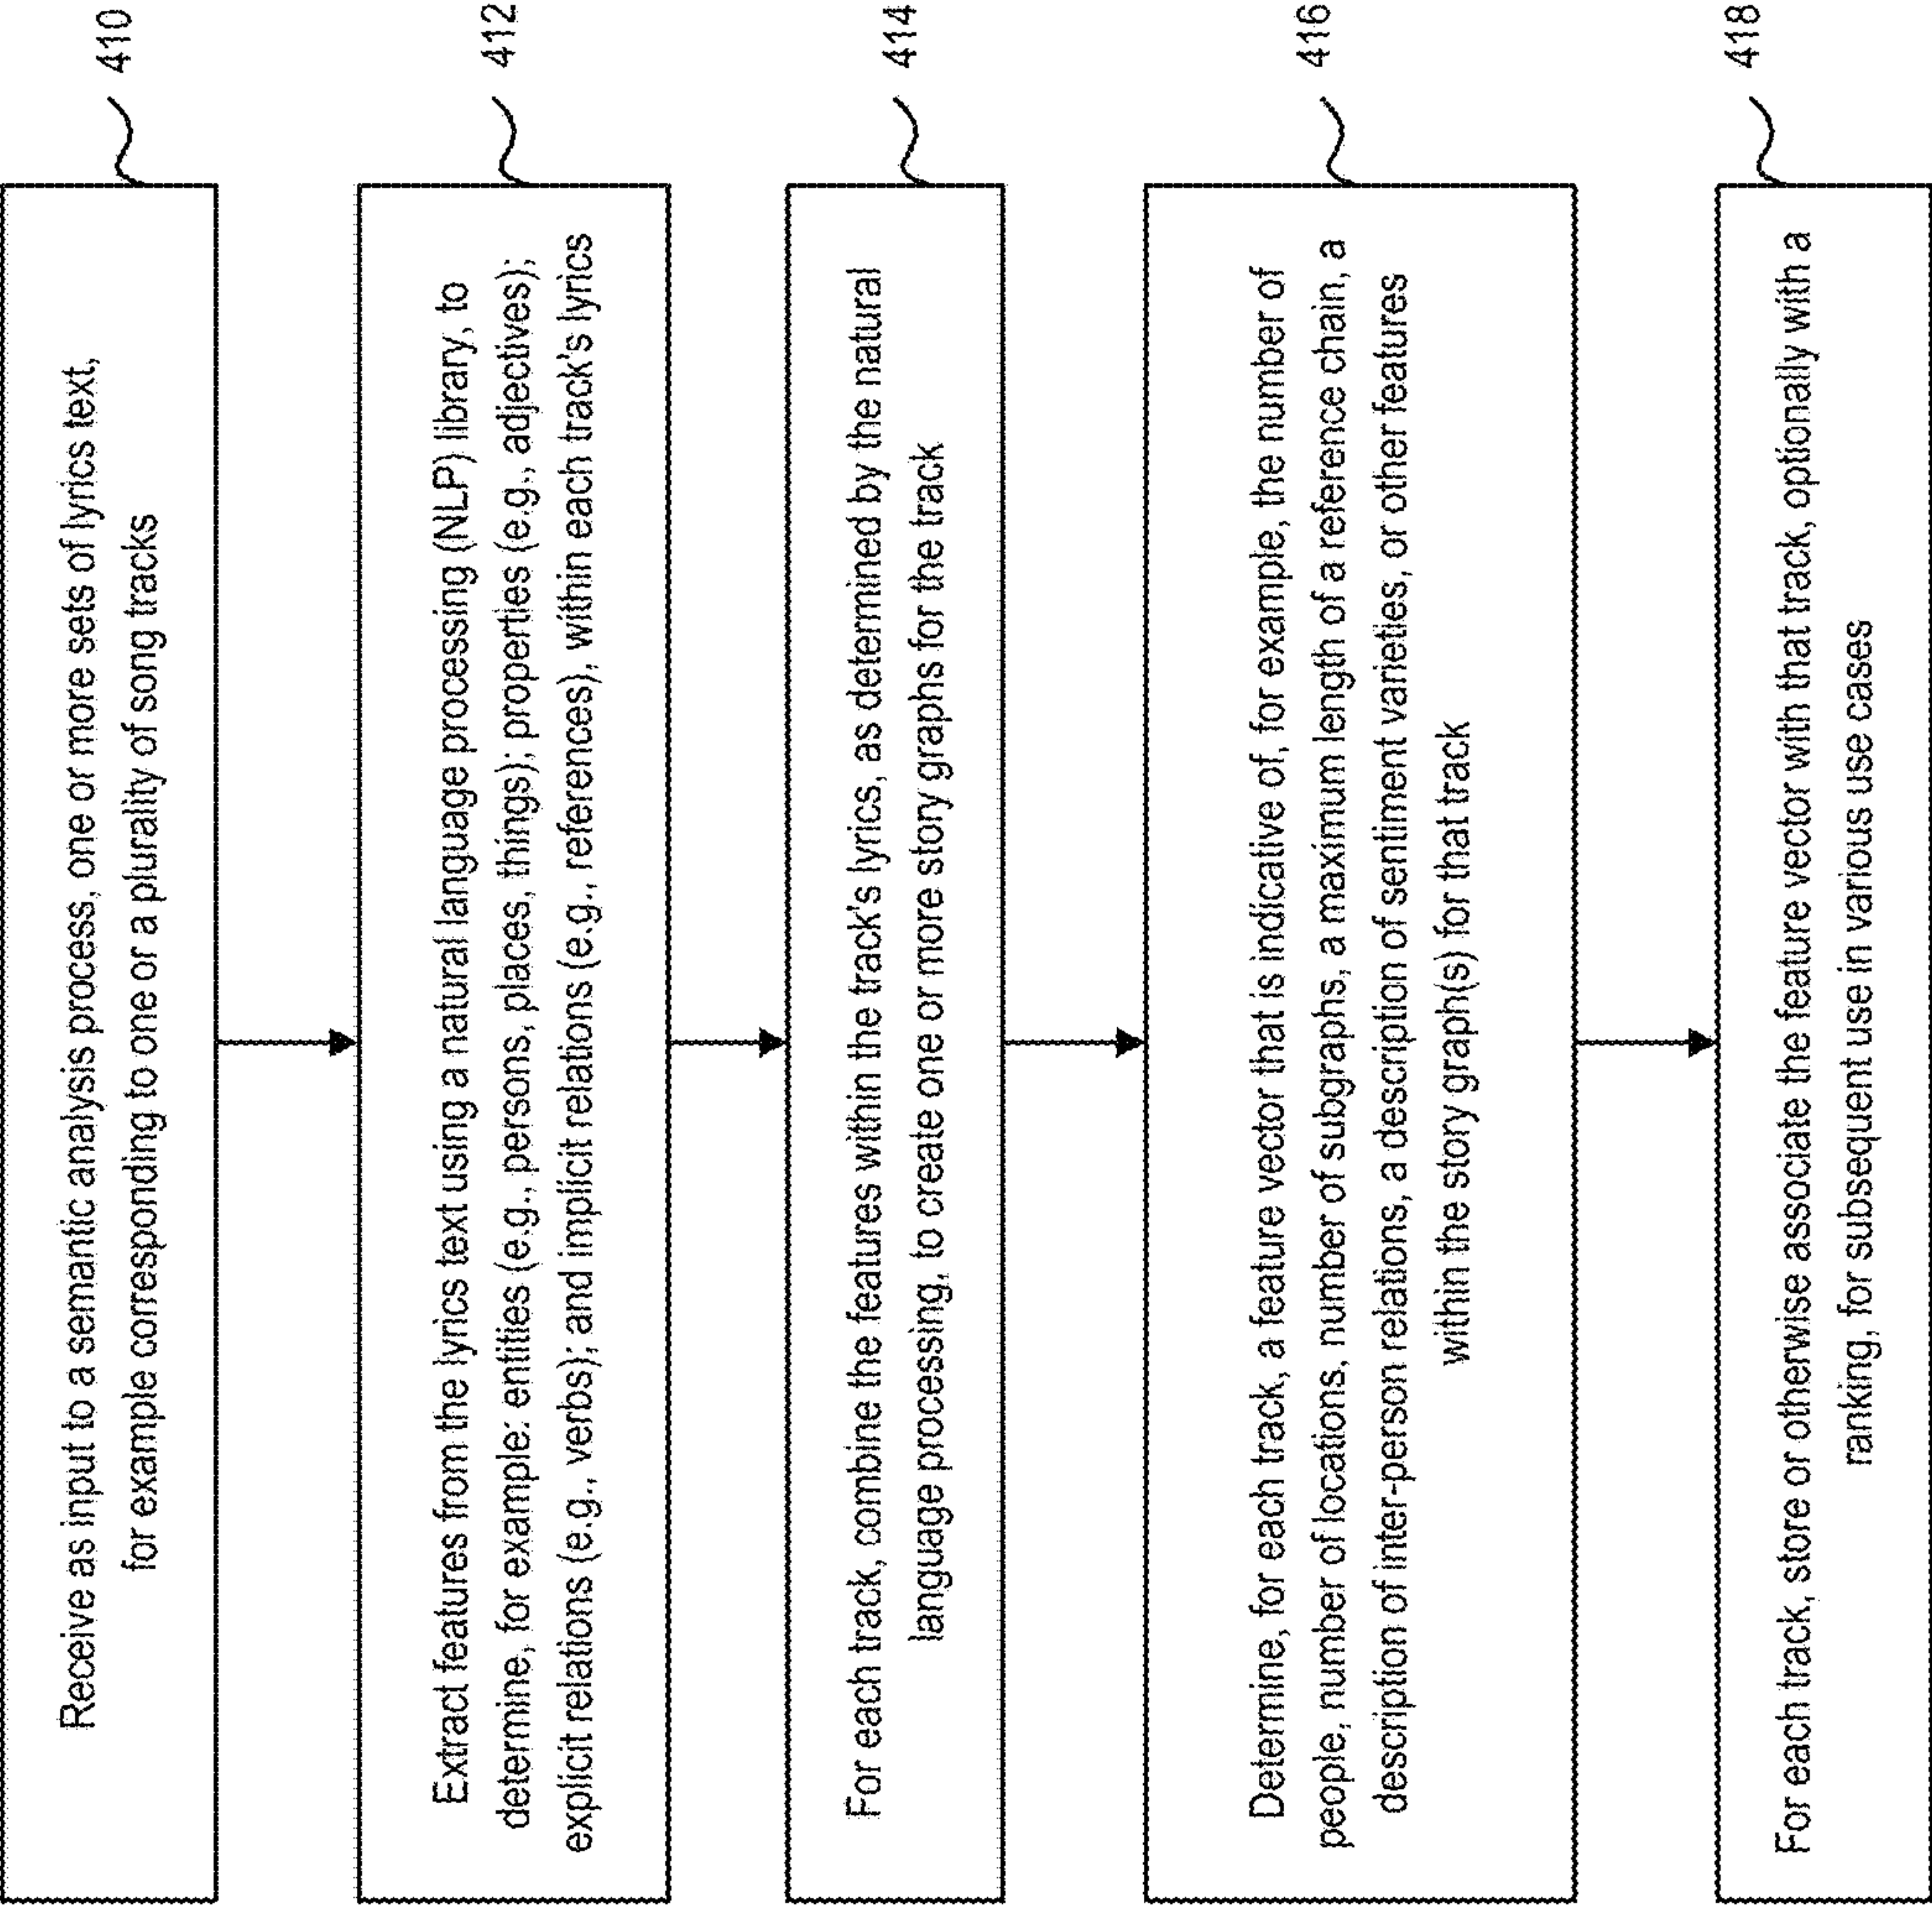 Receive as input to a semantic analysis process, one or more sets of lyrics text,
for example corresponding to one or a plurality of song tracks
410
Extract features from the lyrics text using a natural language processing (NLP) library, to
determine, for example: entities (e.g., persons, places, things); properties (e.g., adjectives);
explicit relations (e.g., verbs); and implicit relations (e.g., references), within each track's lyrics
412
For each track, combine the features within the track's lyrics, as determined by the natural
language processing, to create one or more story graphs for the track
414
Determine, for each track, a feature vector that is indicative of, for example, the number of
people, number of locations, number of subgraphs, a maximum length of a reference chain, a
description of inter-person relations, a description of sentiment varieties, or other features
within the story graph(s) for that track
416
For each track, store or otherwise associate the feature vector with that track, optionally with a
ranking, for subsequent use in various use cases
418